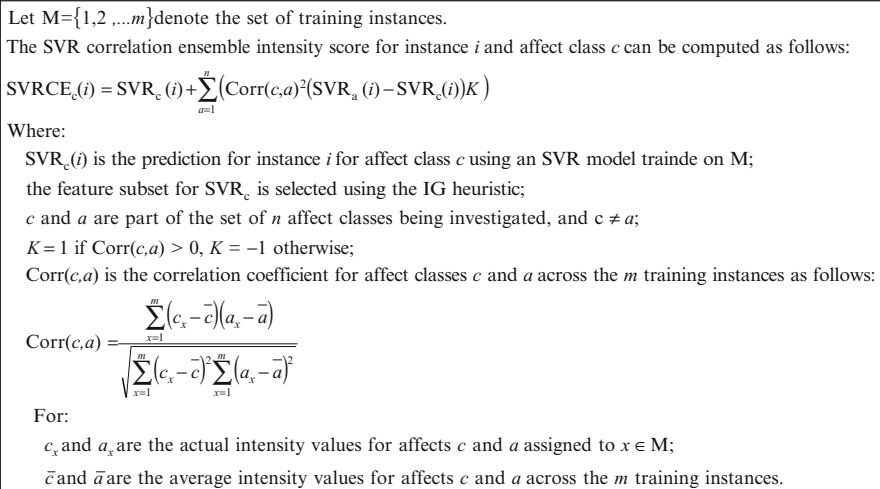 Let M={1,2 ,...m}denote the set of training instances.
The SVR correlation ensemble intensity score for instance i and affect class c can be computed as follows:
SVRCE_c(i) = SVR_c (i)+∑_{a=1}^{n}(Corr(c,a)²(SVR_a (i)−SVR_c(i))K)
Where:
SVR_c(i) is the prediction for instance i for affect class c using an SVR model trainde on M;
the feature subset for SVR_c is selected using the IG heuristic;
c and a are part of the set of n affect classes being investigated, and c ≠ a;
K= 1 if Corr(c,a) > 0, K = −1 otherwise;
Corr(c,a) is the correlation coefficient for affect classes c and a across the m training instances as follows:
Corr(c,a) = ∑_{x=1}^{m}(c_x−c̄)(a_x−ā) / √(∑_{x=1}^{m}(c_x−c̄)²∑_{x=1}^{m}(a_x−ā)²)
For:
c_x and a_x are the actual intensity values for affects c and a assigned to x ∈ M;
c̄ and ā are the average intensity values for affects c and a across the m training instances.